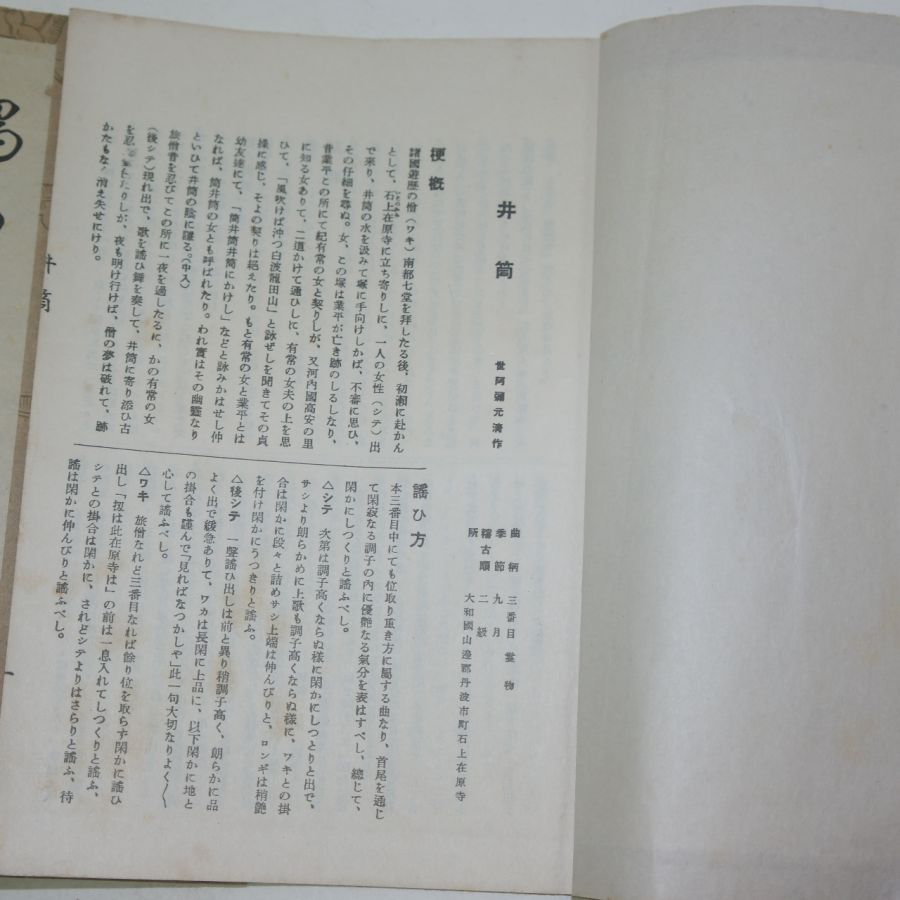 井筒
世阿彌元淸作
曲柄 三番目鬘物
季節 九月
稽古順 二級
所 大和國山邊郡丹波市町石上在原寺
梗概
諸國遊歷の僧(ワキ)南都七堂を拜したる後、初瀨に赴かん
として、石上在原寺に立ち寄りしに、一人の女性(シテ)出
で來り、井筒の水を汲みて塚に手向けしかば、不審に思ひ、
その仔細を尋ぬ。女、この塚は業平が亡き跡のしるしなり、
昔業平この所にて紀有常の女と契りしが、又河內國高安の里
に知る女ありて、二道かけて通ひしに、有常の女夫の上を思
ひて、「風吹けば沖つ白波龍田山」と詠ぜしを聞きてその貞
操に感じ、そよの契りは絕えたり。もと有常の女と業平とは
幼友達にて、「筒井筒井筒にかけし」などと詠みかはせし仲
なれば、筒井筒の女とも呼ばれたり。われ實はその幽靈なり
といひて井筒の陰に隱る。(中入)
旅僧昔を忍びてこの所に一夜を過したるに、かの有常の女
(後シテ)現れ出で、歌を謠ひ舞を奏して、井筒に寄り添ひ古
を忍 たりしが、夜も明け行けば、僧の夢は破れて、跡
かたもな 消え失せにけり。
謠ひ方
本三番目中にても位取り重き方に屬する曲なり、首尾を通じ
て閑寂なる調子の內に優艷なる氣分を表はすべし、總じて、
閑かにしつくりと謠ふべし。
△シテ 次第は調子高くならぬ樣に閑かにしつとりと出で、
サシより朗らかめに上歌も調子高くならぬ樣に、ワキとの掛
合は閑かに段々と詰めサシ上端は伸んびりと、ロンギは稍艷
を付け閑かにうつきりと謠ふ。
△後シテ 一聲謠ひ出しは前と異り稍調子高く、朗らかに品
よく出で緩急ありて、ワカは長閑に上品に、以下閑かに地と
の掛合も謹んで「見ればなつかしや」此一句大切なりよく〱
心して謠ふべし。
△ワキ 旅僧なれど三番目なれば餘り位を取らず閑かに謠ひ
出し「扨は此在原寺は」の前は一息入れてしつくりと謠ふ、
シテとの掛合は閑かに、されどシテよりはさらりと謠ふ、待
謠は閑かに伸んびりと謠ふべし。
井筒